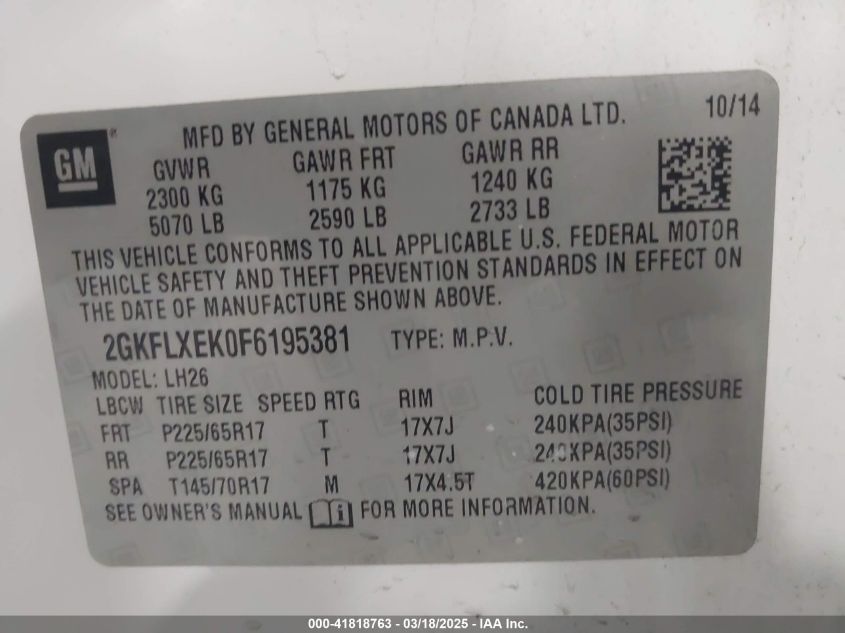 GM®
MFD BY GENERAL MOTORS OF CANADA LTD. 10/14
GVWR GAWR FRT GAWR RR
2300 KG 1175 KG 1240 KG
5070 LB 2590 LB 2733 LB
THIS VEHICLE CONFORMS TO ALL APPLICABLE U.S. FEDERAL MOTOR
VEHICLE SAFETY AND THEFT PREVENTION STANDARDS IN EFFECT ON
THE DATE OF MANUFACTURE SHOWN ABOVE.
2GKFLXEK0F6195381 TYPE: M.P.V.
MODEL: LH26
LBCW TIRE SIZE SPEED RTG RIM COLD TIRE PRESSURE
FRT P225/65R17 T 17X7J 240KPA(35PSI)
RR P225/65R17 T 17X7J 240KPA(35PSI)
SPA T145/70R17 M 17X4.5T 420KPA(60PSI)
SEE OWNER'S MANUAL FOR MORE INFORMATION.
000-41818763 - 03/18/2025 - IAA Inc.